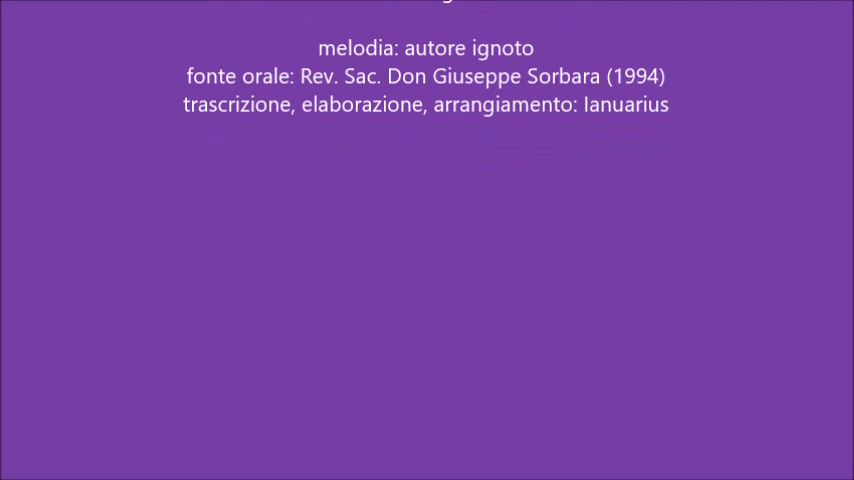 melodia: autore ignoto
fonte orale: Rev. Sac. Don Giuseppe Sorbara (1994)
trascrizione, elaborazione, arrangiamento: Ianuarius